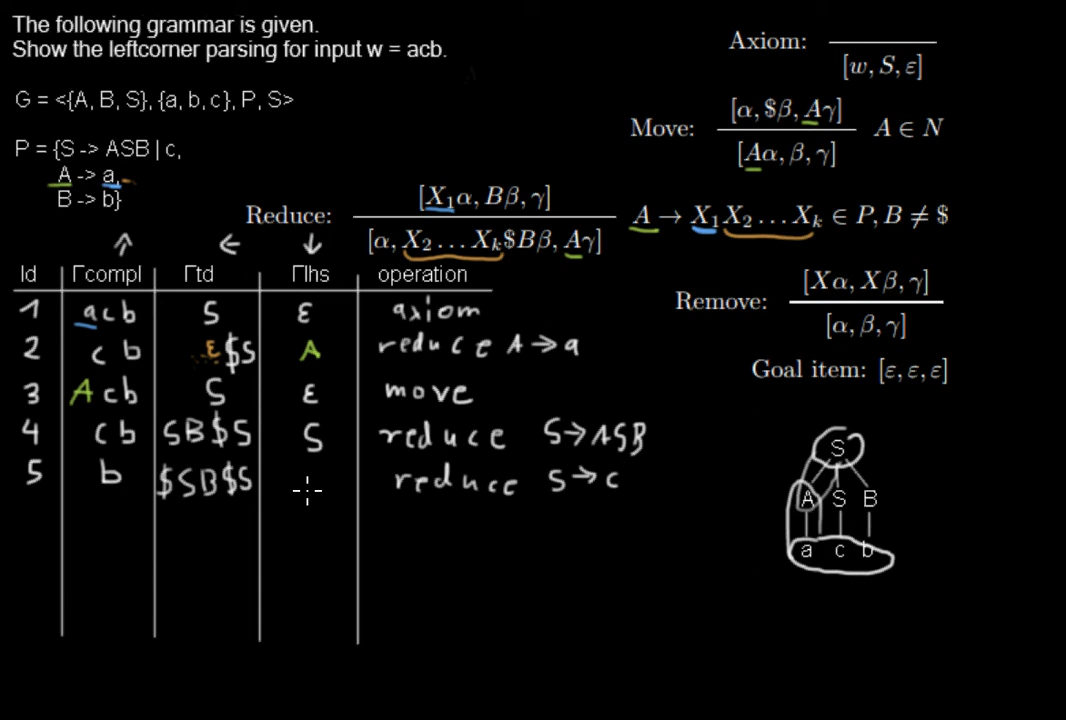 The following grammar is given.
Show the leftcorner parsing for input w = acb.
G = <{A, B, S}, {a, b, c}, P, S>
P = {S -> ASB | c,
A -> a,
B -> b}
Axiom: [w, S, ε]
Move: [α, $β, Aγ] A ∈ N
[Aα, β, γ]
Reduce: [X₁α, Bβ, γ] A → X₁X₂ … Xₖ ∈ P, B ≠ $
[α, X₂ … Xₖ$Bβ, Aγ]
Remove: [Xα, Xβ, γ]
[α, β, γ]
Goal item: [ε, ε, ε]
Id Γcompl Γtd Γlhs operation
↑ ← ↓
1 acb S ε axiom
2 cb ε$S A reduce A → a
3 Acb S ε move
4 cb SB$S S reduce S → ASB
5 b $SB$S reduce S → c
S
A S B
a c b